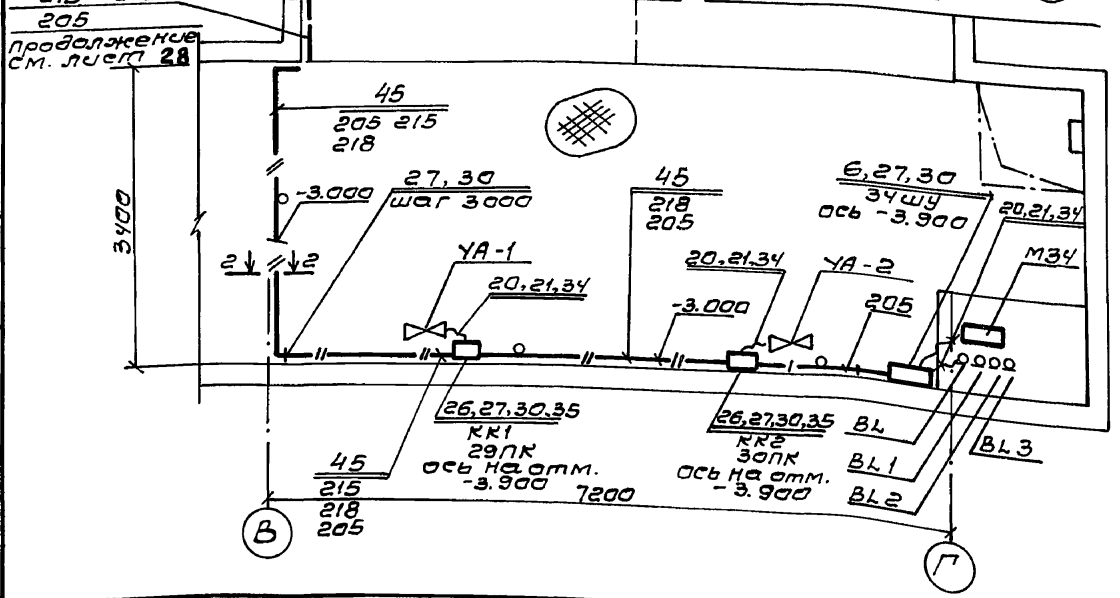 205
продолжение
см. лист 28
45
205 215
218
3400
-3.000
27, 30
шаг 3000
45
218
205
6,27,30
34шу
ось -3.900
20,21,34
М34
2 2
УА-1
20,21,34
20,21,34
УА-2
-3.000
205
26,27,30,35
КК1
29ПК
ось на отм.
-3.900
26,27,30,35
КК2
30ПК
ось на отм.
-3.900
BL
BL1
BL2
BL3
45
215
218
205
7200
В
Г